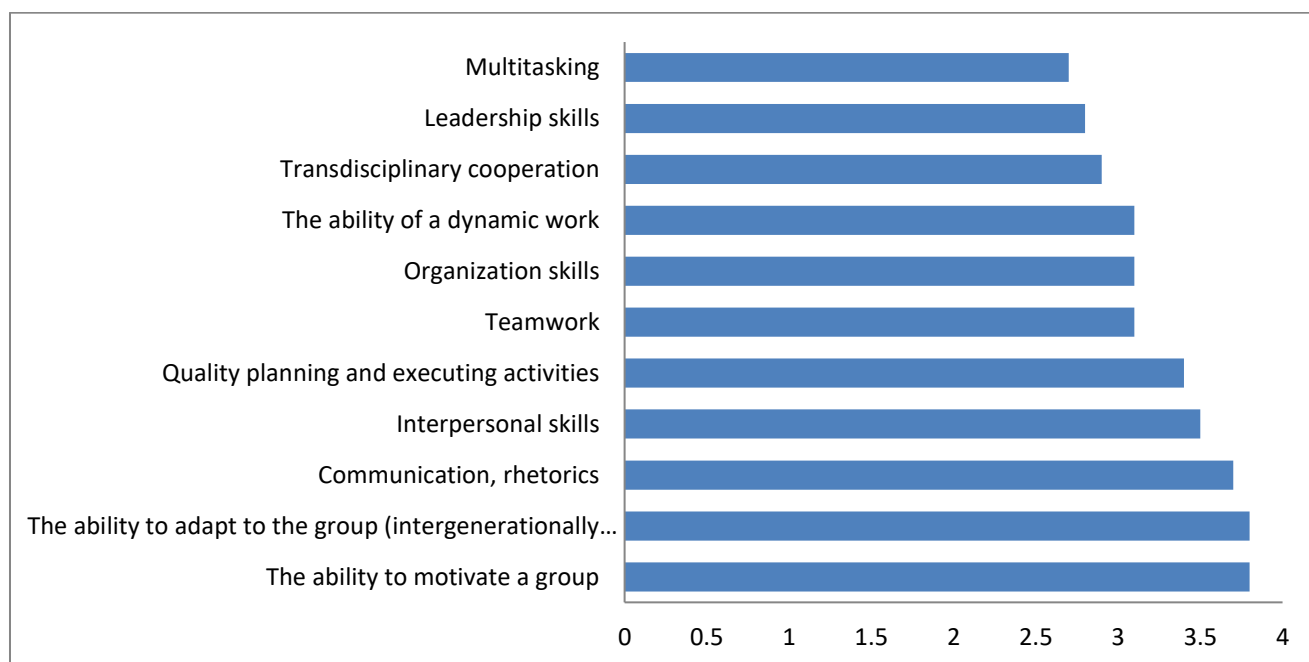 Multitasking
Leadership skills
Transdisciplinary cooperation
The ability of a dynamic work
Organization skills
Teamwork
Quality planning and executing activities
Interpersonal skills
Communication, rhetorics
The ability to adapt to the group (intergenerationally...
The ability to motivate a group
0 0.5 1 1.5 2 2.5 3 3.5 4